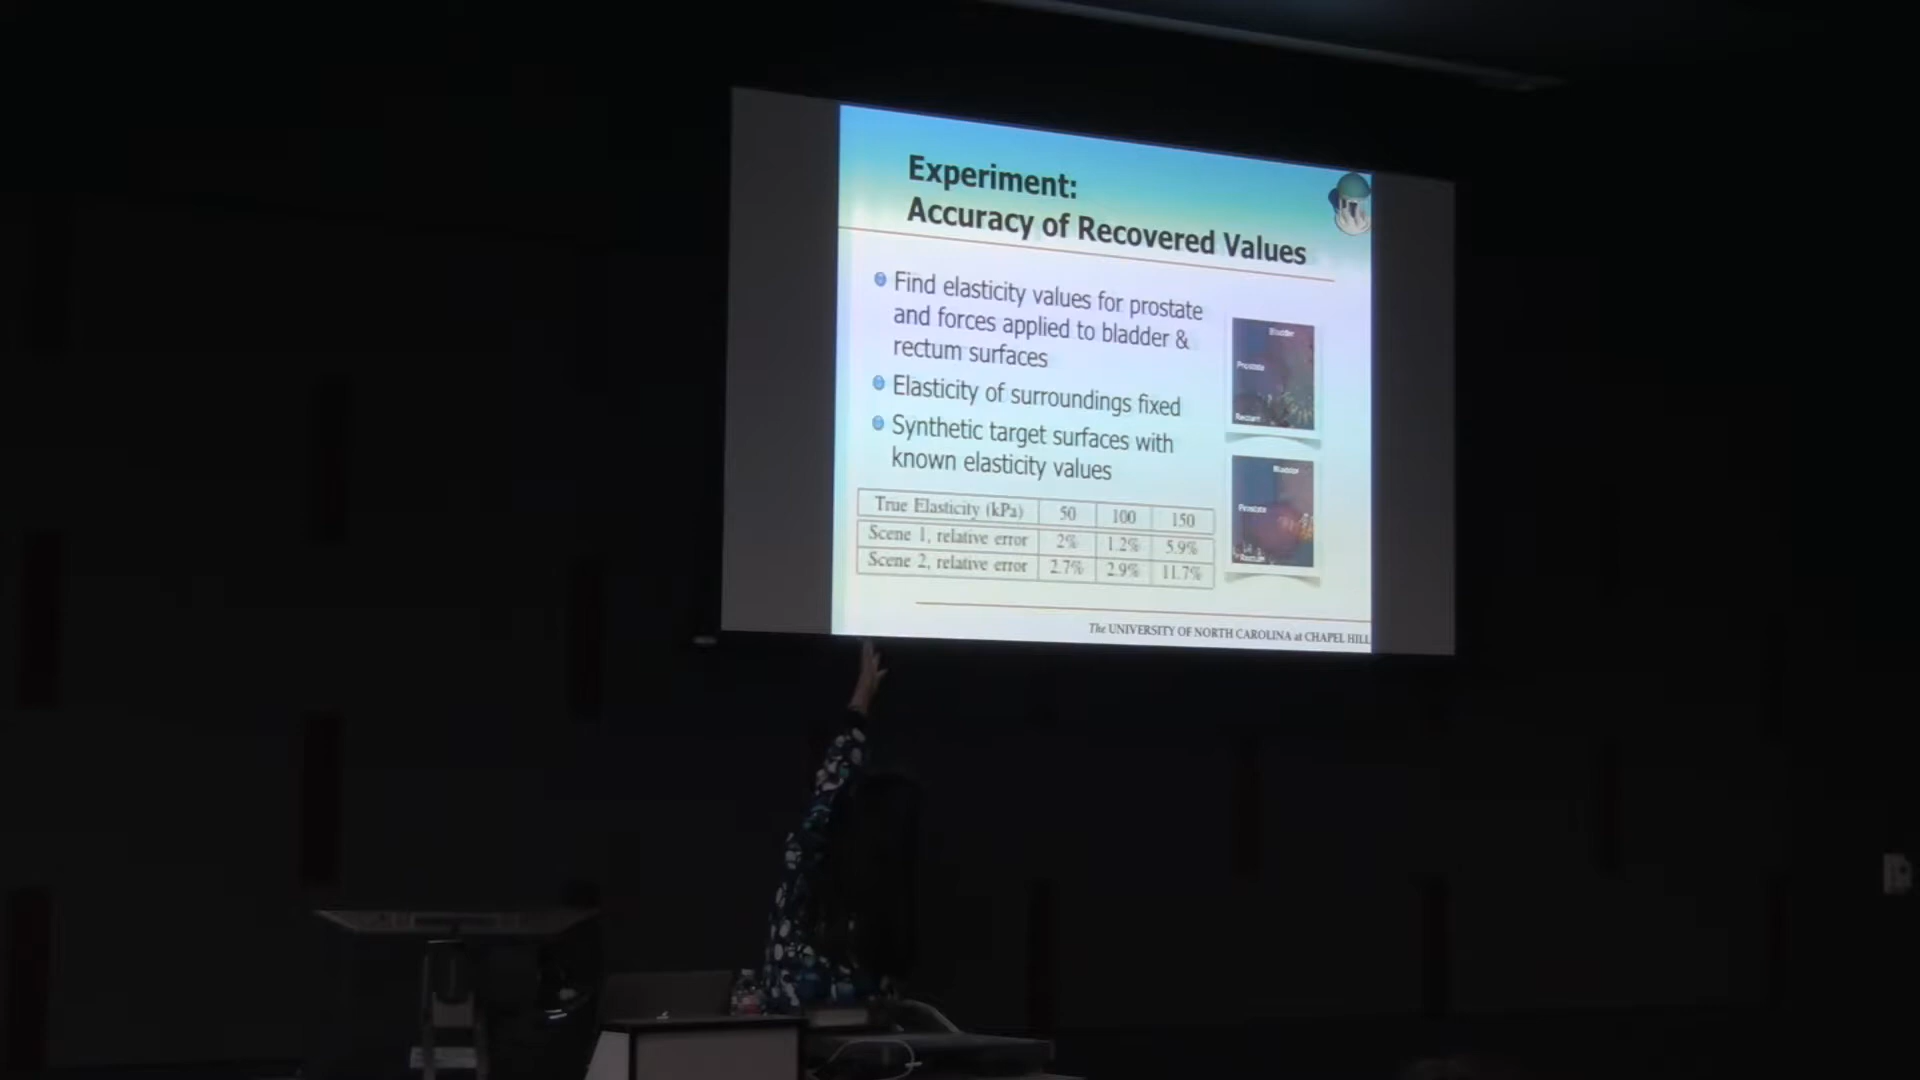 Experiment:
Accuracy of Recovered Values
Find elasticity values for prostate
and forces applied to bladder &
rectum surfaces
Elasticity of surroundings fixed
Synthetic target surfaces with
known elasticity values
True Elasticity (kPa) 50 100 150
Scene 1, relative error 2% 1.2% 5.9%
Scene 2, relative error 2.7% 2.9% 11.7%
Bladder
Prostate
Rectum
Bladder
Prostate
Rectum
The UNIVERSITY OF NORTH CAROLINA at CHAPEL HILL